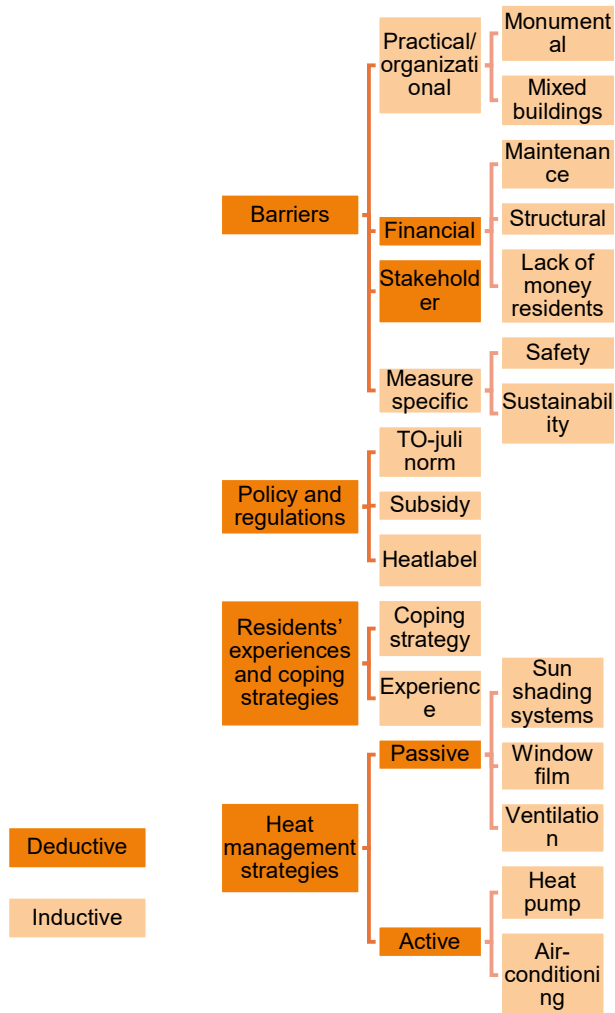 Barriers
Practical/
organizati
onal
Monument
al
Mixed
buildings
Financial
Maintenan
ce
Structural
Lack of
money
residents
Stakehold
er
Measure
specific
Safety
Sustainabil
ity
Policy and
regulations
TO-juli
norm
Subsidy
Heatlabel
Residents’
experiences
and coping
strategies
Coping
strategy
Experienc
e
Heat
management
strategies
Passive
Sun
shading
systems
Window
film
Ventilatio
n
Active
Heat
pump
Air-
conditioni
ng
Deductive
Inductive